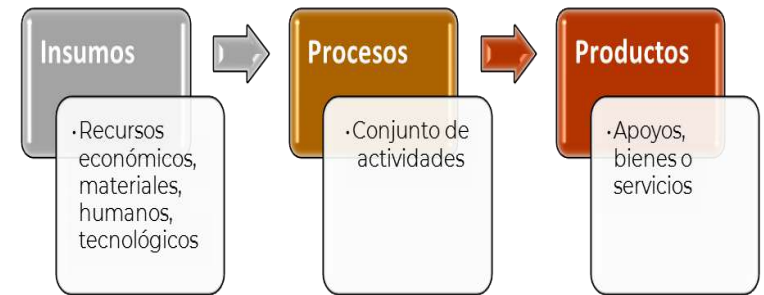 Insumos
·Recursos
económicos,
materiales,
humanos,
tecnológicos
Procesos
·Conjunto de
actividades
Productos
·Apoyos,
bienes o
servicios